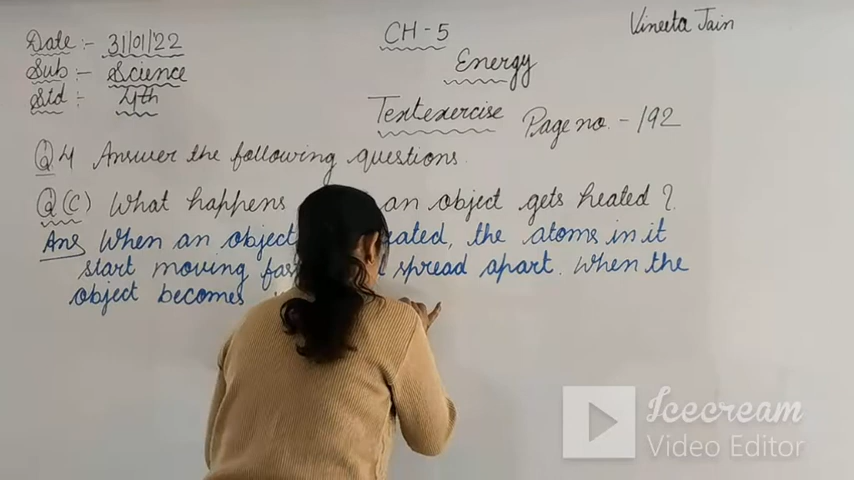 Date :- 31/01/22
CH-5
Vineeta Jain
Sub :- Science
Energy
Std :- 4th
Textexercise Page no. - 192
Q 4 Answer the following questions.
Q (C) What happens an object gets heated ?
Ans When an object heated, the atoms in it
start moving spread apart. When the
object becomes
Icecream
Video Editor